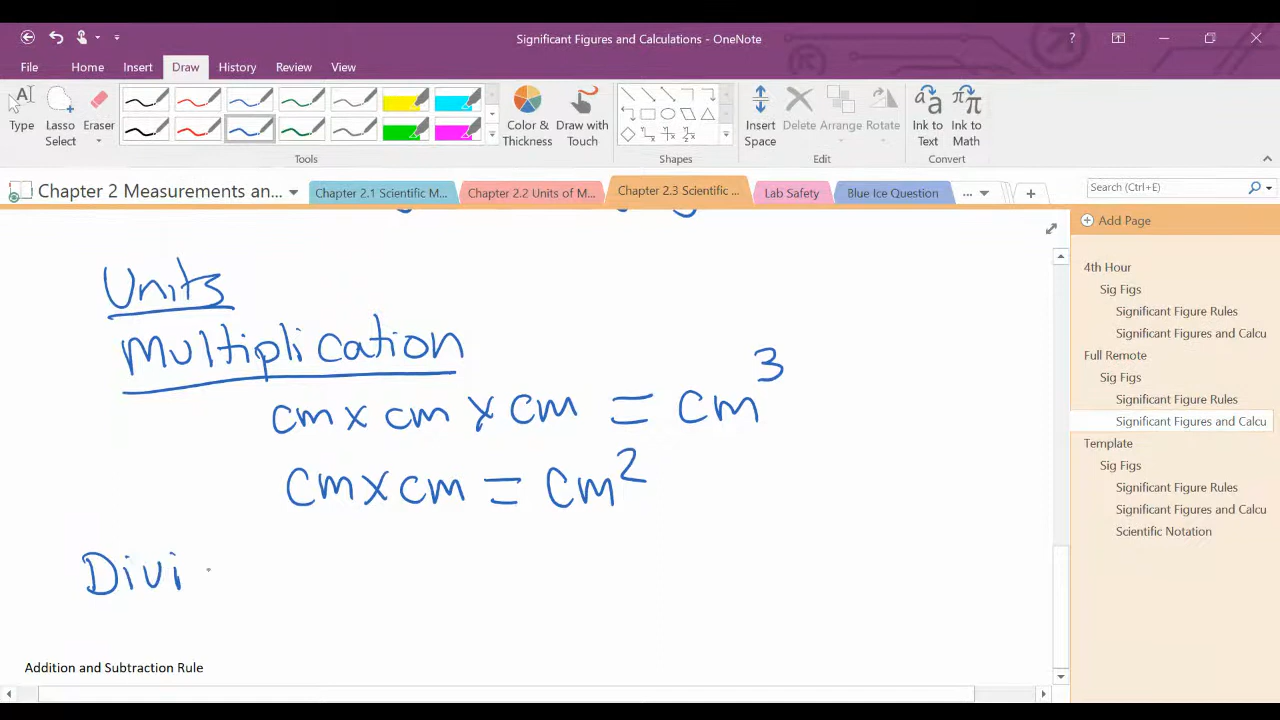 Significant Figures and Calculations - OneNote
?
File Home Insert Draw History Review View
Type
Lasso Select
Eraser
Color & Thickness
Draw with Touch
Insert Space
Delete
Arrange
Rotate
Ink to Text
Ink to Math
Tools
Shapes
Edit
Convert
Chapter 2 Measurements an...
Chapter 2.1 Scientific M...
Chapter 2.2 Units of M...
Chapter 2.3 Scientific ...
Lab Safety
Blue Ice Question
...
Search (Ctrl+E)
Units
Multiplication
cm x cm x cm = cm³
cm x cm = cm²
Divi
Addition and Subtraction Rule
Add Page
4th Hour
Sig Figs
Significant Figure Rules
Significant Figures and Calcu
Full Remote
Sig Figs
Significant Figure Rules
Significant Figures and Calcu
Template
Sig Figs
Significant Figure Rules
Significant Figures and Calcu
Scientific Notation